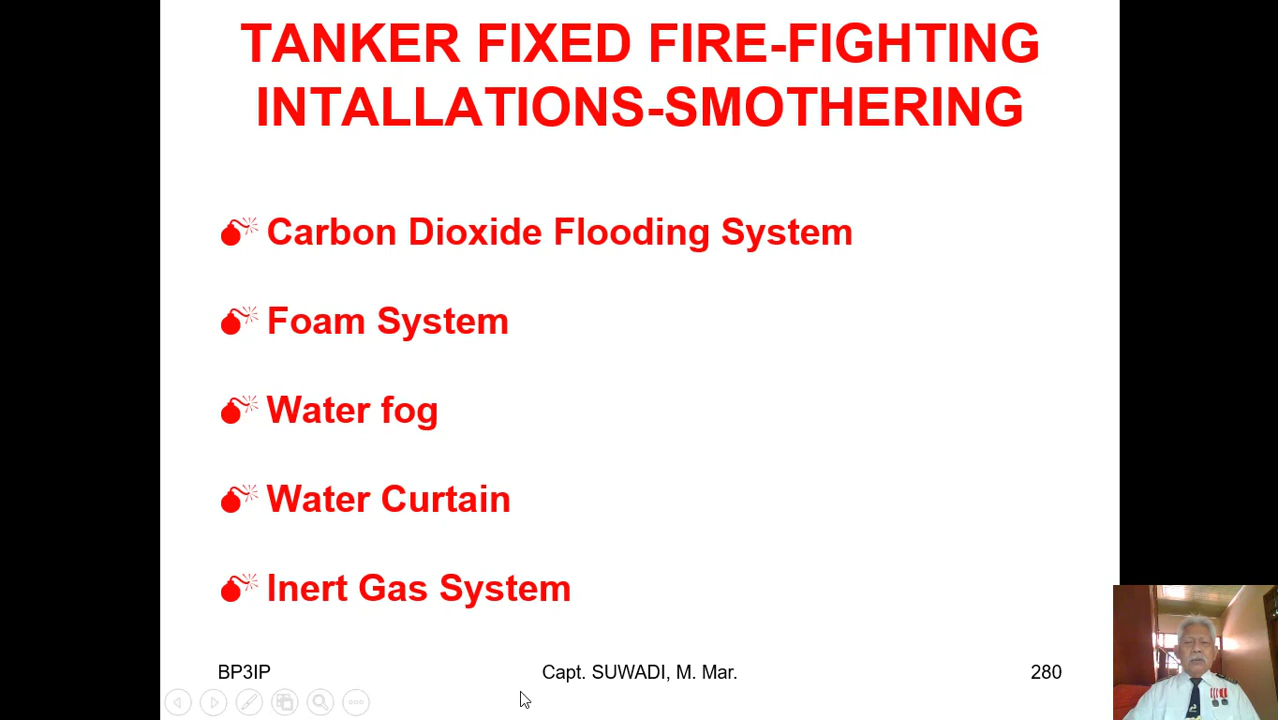 TANKER FIXED FIRE-FIGHTING
INTALLATIONS-SMOTHERING
Carbon Dioxide Flooding System
Foam System
Water fog
Water Curtain
Inert Gas System
BP3IP
Capt. SUWADI, M. Mar.
280